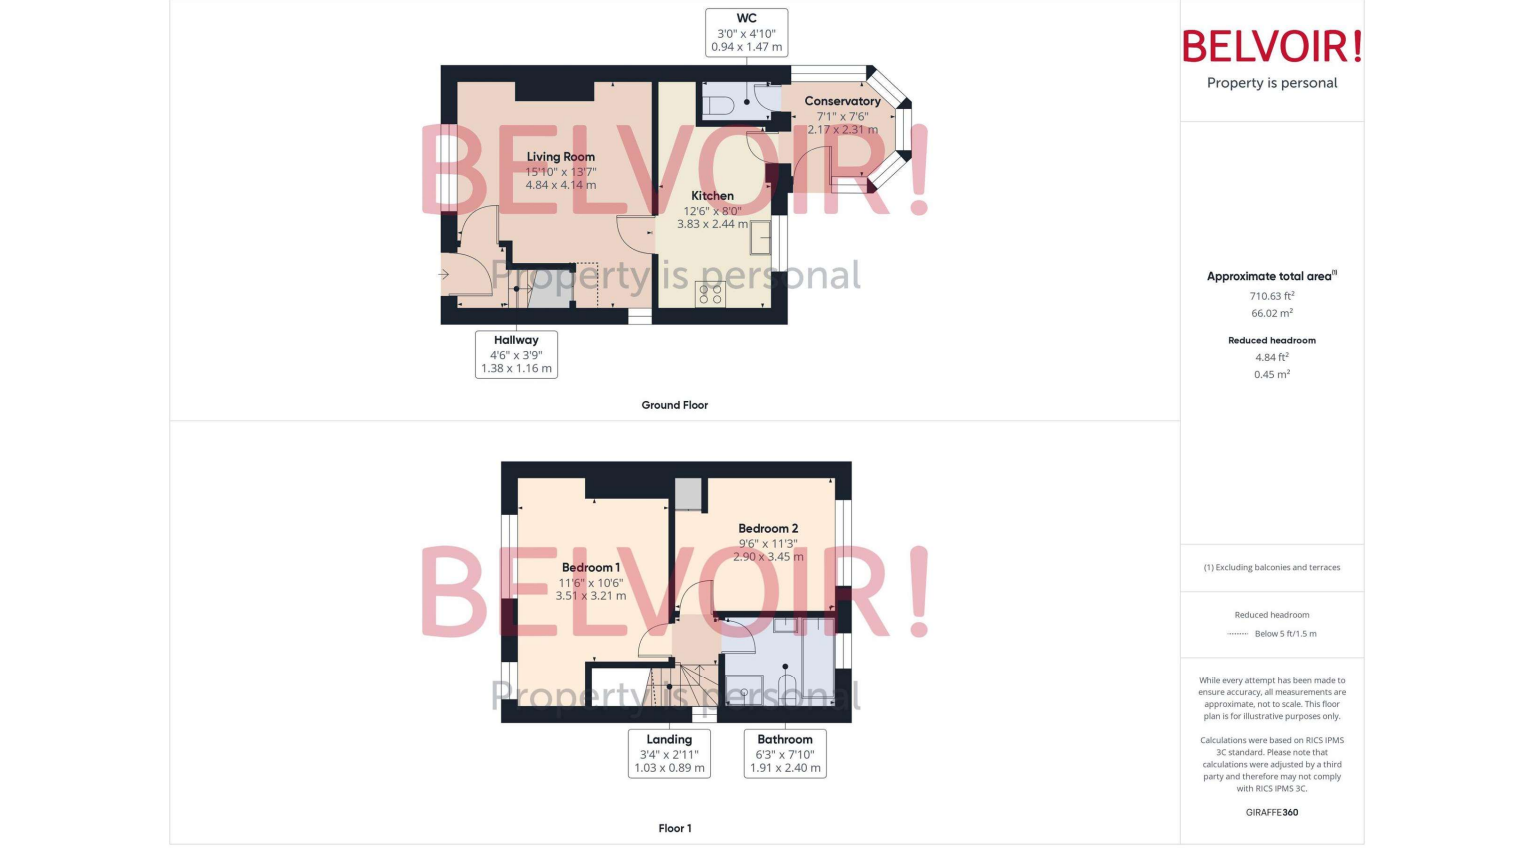 WC
3'0" x 4'10"
0.94 x 1.47 m
Conservatory
7'1" x 7'6"
2.17 x 2.31 m
Living Room
15'10" x 13'7"
4.84 x 4.14 m
Kitchen
12'6" x 8'0"
3.83 x 2.44 m
BELVOIR!
Property is personal
Hallway
4'6" x 3'9"
1.38 x 1.16 m
Ground Floor
Bedroom 2
9'6" x 11'3"
2.90 x 3.45 m
Bedroom 1
11'6" x 10'6"
3.51 x 3.21 m
BELVOIR!
Property is personal
Landing
3'4" x 2'11"
1.03 x 0.89 m
Bathroom
6'3" x 7'10"
1.91 x 2.40 m
Floor 1
BELVOIR!
Property is personal
Approximate total area(1)
710.63 ft²
66.02 m²
Reduced headroom
4.84 ft²
0.45 m²
(1) Excluding balconies and terraces
Reduced headroom
Below 5 ft/1.5 m
While every attempt has been made to
ensure accuracy, all measurements are
approximate, not to scale. This floor
plan is for illustrative purposes only.
Calculations were based on RICS IPMS
3C standard. Please note that
calculations were adjusted by a third
party and therefore may not comply
with RICS IPMS 3C.
GIRAFFE360